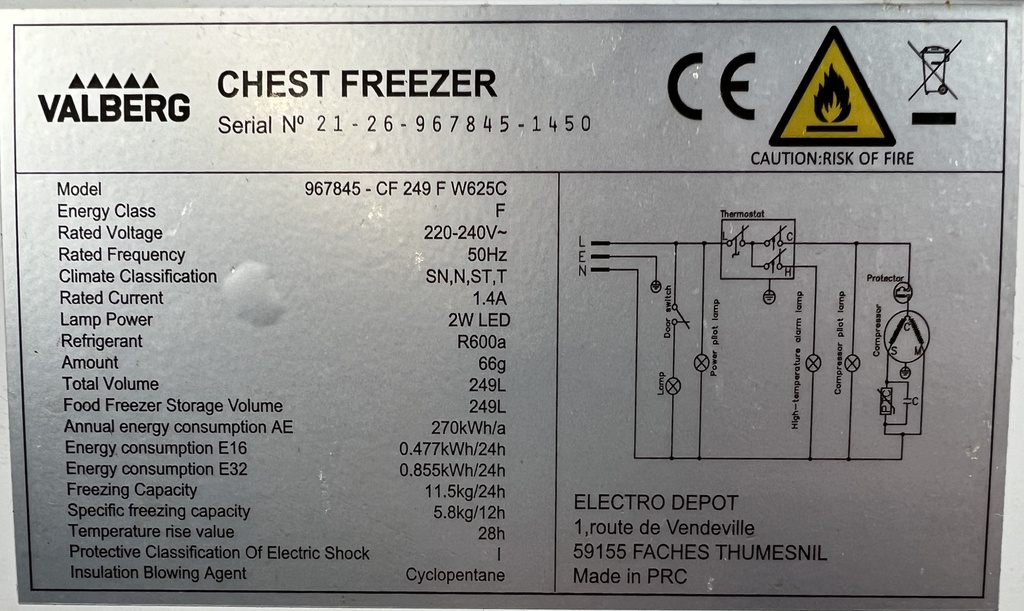 VALBERG
CHEST FREEZER
Serial Nº 21-26-967845-1450
CE
CAUTION:RISK OF FIRE
Model 967845 - CF 249 F W625C
Energy Class F
Rated Voltage 220-240V~
Rated Frequency 50Hz
Climate Classification SN,N,ST,T
Rated Current 1.4A
Lamp Power 2W LED
Refrigerant R600a
Amount 66g
Total Volume 249L
Food Freezer Storage Volume 249L
Annual energy consumption AE 270kWh/a
Energy consumption E16 0.477kWh/24h
Energy consumption E32 0.855kWh/24h
Freezing Capacity 11.5kg/24h
Specific freezing capacity 5.8kg/12h
Temperature rise value 28h
Protective Classification Of Electric Shock I
Insulation Blowing Agent Cyclopentane
Thermostat
L
E
N
L
C
H
Door switch
Lamp
Power pilot lamp
High-temperature alarm lamp
Compressor pilot lamp
Protector
Compressor
C
S M
PTC
C
ELECTRO DEPOT
1,route de Vendeville
59155 FACHES THUMESNIL
Made in PRC